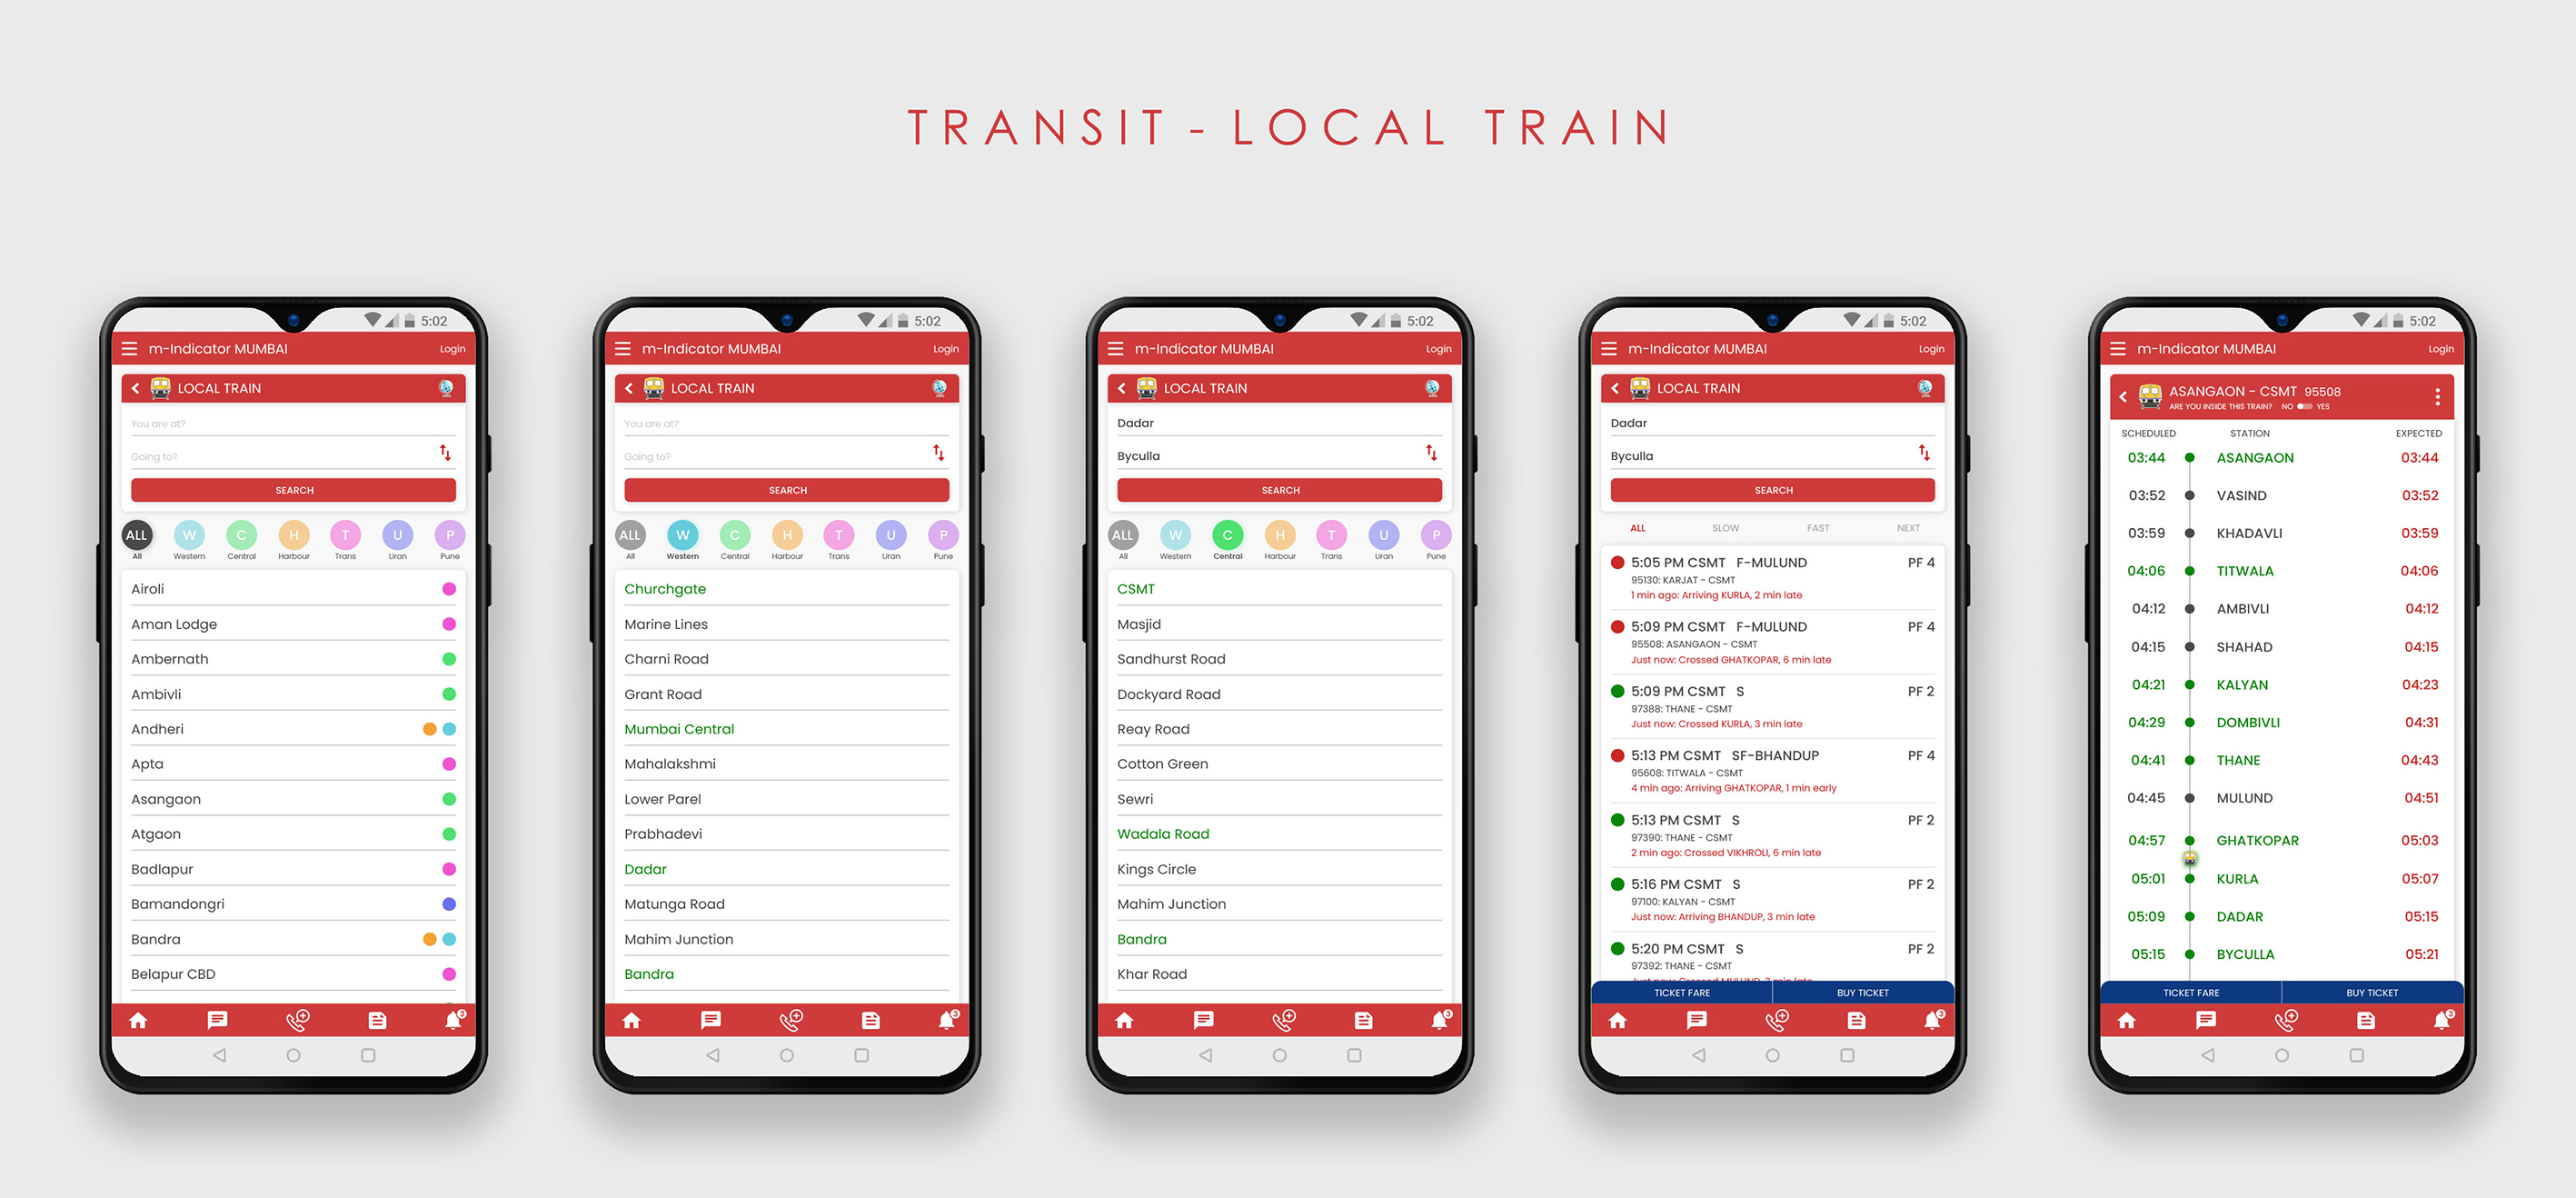 TRANSIT - LOCAL TRAIN
5:02
m-Indicator MUMBAI Login
LOCAL TRAIN
You are at?
Going to?
SEARCH
ALL W C H T U P
All Western Central Harbour Trans Uran Pune
Airoli
Aman Lodge
Ambernath
Ambivli
Andheri
Apta
Asangaon
Atgaon
Badlapur
Bamandongri
Bandra
Belapur CBD
3
5:02
m-Indicator MUMBAI Login
LOCAL TRAIN
You are at?
Going to?
SEARCH
ALL W C H T U P
All Western Central Harbour Trans Uran Pune
Churchgate
Marine Lines
Charni Road
Grant Road
Mumbai Central
Mahalakshmi
Lower Parel
Prabhadevi
Dadar
Matunga Road
Mahim Junction
Bandra
3
5:02
m-Indicator MUMBAI Login
LOCAL TRAIN
Dadar
Byculla
SEARCH
ALL W C H T U P
All Western Central Harbour Trans Uran Pune
CSMT
Masjid
Sandhurst Road
Dockyard Road
Reay Road
Cotton Green
Sewri
Wadala Road
Kings Circle
Mahim Junction
Bandra
Khar Road
3
5:02
m-Indicator MUMBAI Login
LOCAL TRAIN
Dadar
Byculla
SEARCH
ALL SLOW FAST NEXT
5:05 PM CSMT F-MULUND PF 4
95130: KARJAT - CSMT
1 min ago: Arriving KURLA, 2 min late
5:09 PM CSMT F-MULUND PF 4
95508: ASANGAON - CSMT
Just now: Crossed GHATKOPAR, 6 min late
5:09 PM CSMT S PF 2
97388: THANE - CSMT
Just now: Crossed KURLA, 3 min late
5:13 PM CSMT SF-BHANDUP PF 4
95608: TITWALA - CSMT
4 min ago: Arriving GHATKOPAR, 1 min early
5:13 PM CSMT S PF 2
97390: THANE - CSMT
2 min ago: Crossed VIKHROLI, 6 min late
5:16 PM CSMT S PF 2
97100: KALYAN - CSMT
Just now: Arriving BHANDUP, 3 min late
5:20 PM CSMT S PF 2
97392: THANE - CSMT
Just now: Crossed MULUND, 2 min late
TICKET FARE BUY TICKET
3
5:02
m-Indicator MUMBAI Login
ASANGAON - CSMT 95508
ARE YOU INSIDE THIS TRAIN? NO YES
SCHEDULED STATION EXPECTED
03:44 ASANGAON 03:44
03:52 VASIND 03:52
03:59 KHADAVLI 03:59
04:06 TITWALA 04:06
04:12 AMBIVLI 04:12
04:15 SHAHAD 04:15
04:21 KALYAN 04:23
04:29 DOMBIVLI 04:31
04:41 THANE 04:43
04:45 MULUND 04:51
04:57 GHATKOPAR 05:03
05:01 KURLA 05:07
05:09 DADAR 05:15
05:15 BYCULLA 05:21
TICKET FARE BUY TICKET
3